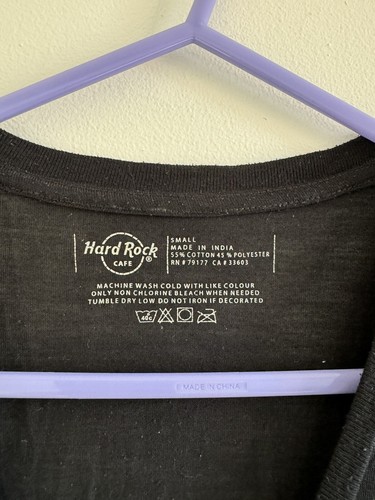 Hard Rock
CAFE
®
SMALL
MADE IN INDIA
55% COTTON 45 % POLYESTER
RN # 79177 CA # 33603
MACHINE WASH COLD WITH LIKE COLOUR
ONLY NON CHLORINE BLEACH WHEN NEEDED
TUMBLE DRY LOW DO NOT IRON IF DECORATED
40c
MADE IN CHINA